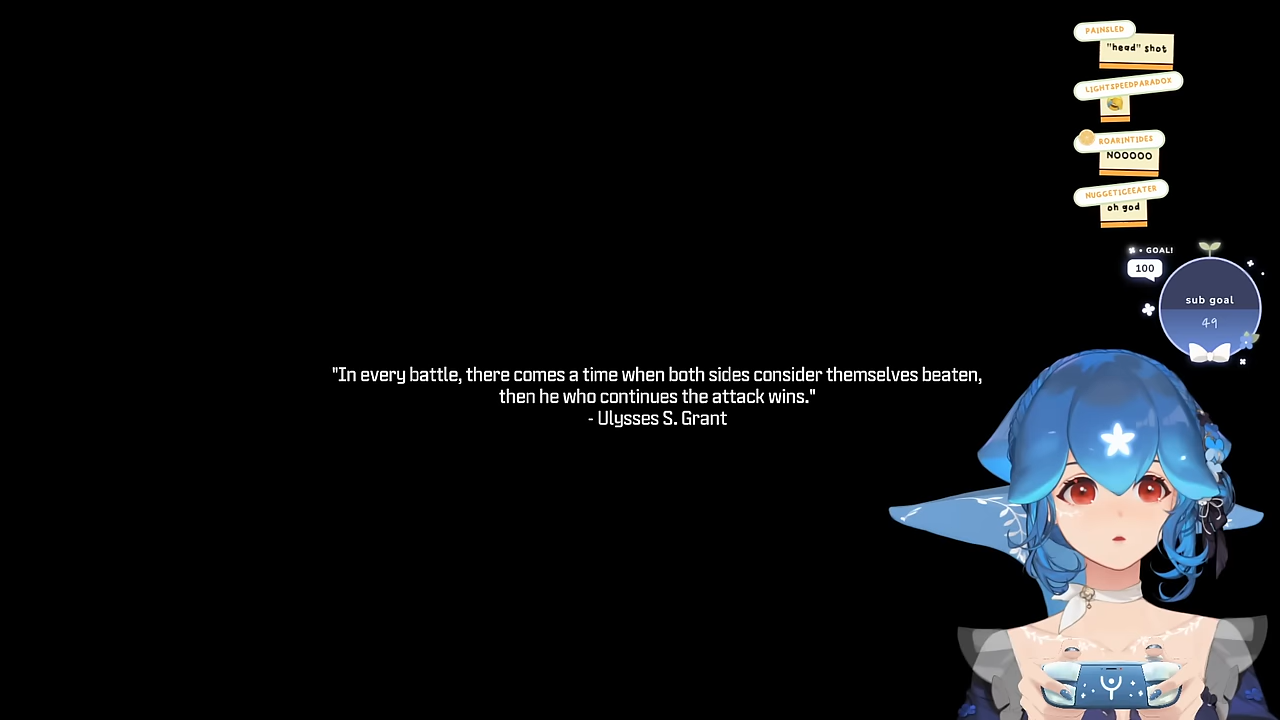 PAINSLED
"head" shot
LIGHTSPEEDPARADOX
ROARINTIDES
NOOOOO
NUGGETICEEATER
oh god
• GOAL!
100
sub goal
49
"In every battle, there comes a time when both sides consider themselves beaten,
then he who continues the attack wins."
- Ulysses S. Grant